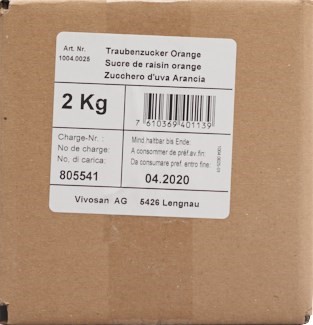 Art. Nr. Traubenzucker Orange
1004.0028 Sucre de raisin orange
Zucchero d'uva Arancia
2 Kg
7 610369 401139
Charge-Nr. : Mind.haltbar bis Ende:
No de charge: A consommer de préf.av.fin:
No. di carica: Da consumare pref. entro fine:
805541 04.2020
Vivosan AG 5426 Lengnau